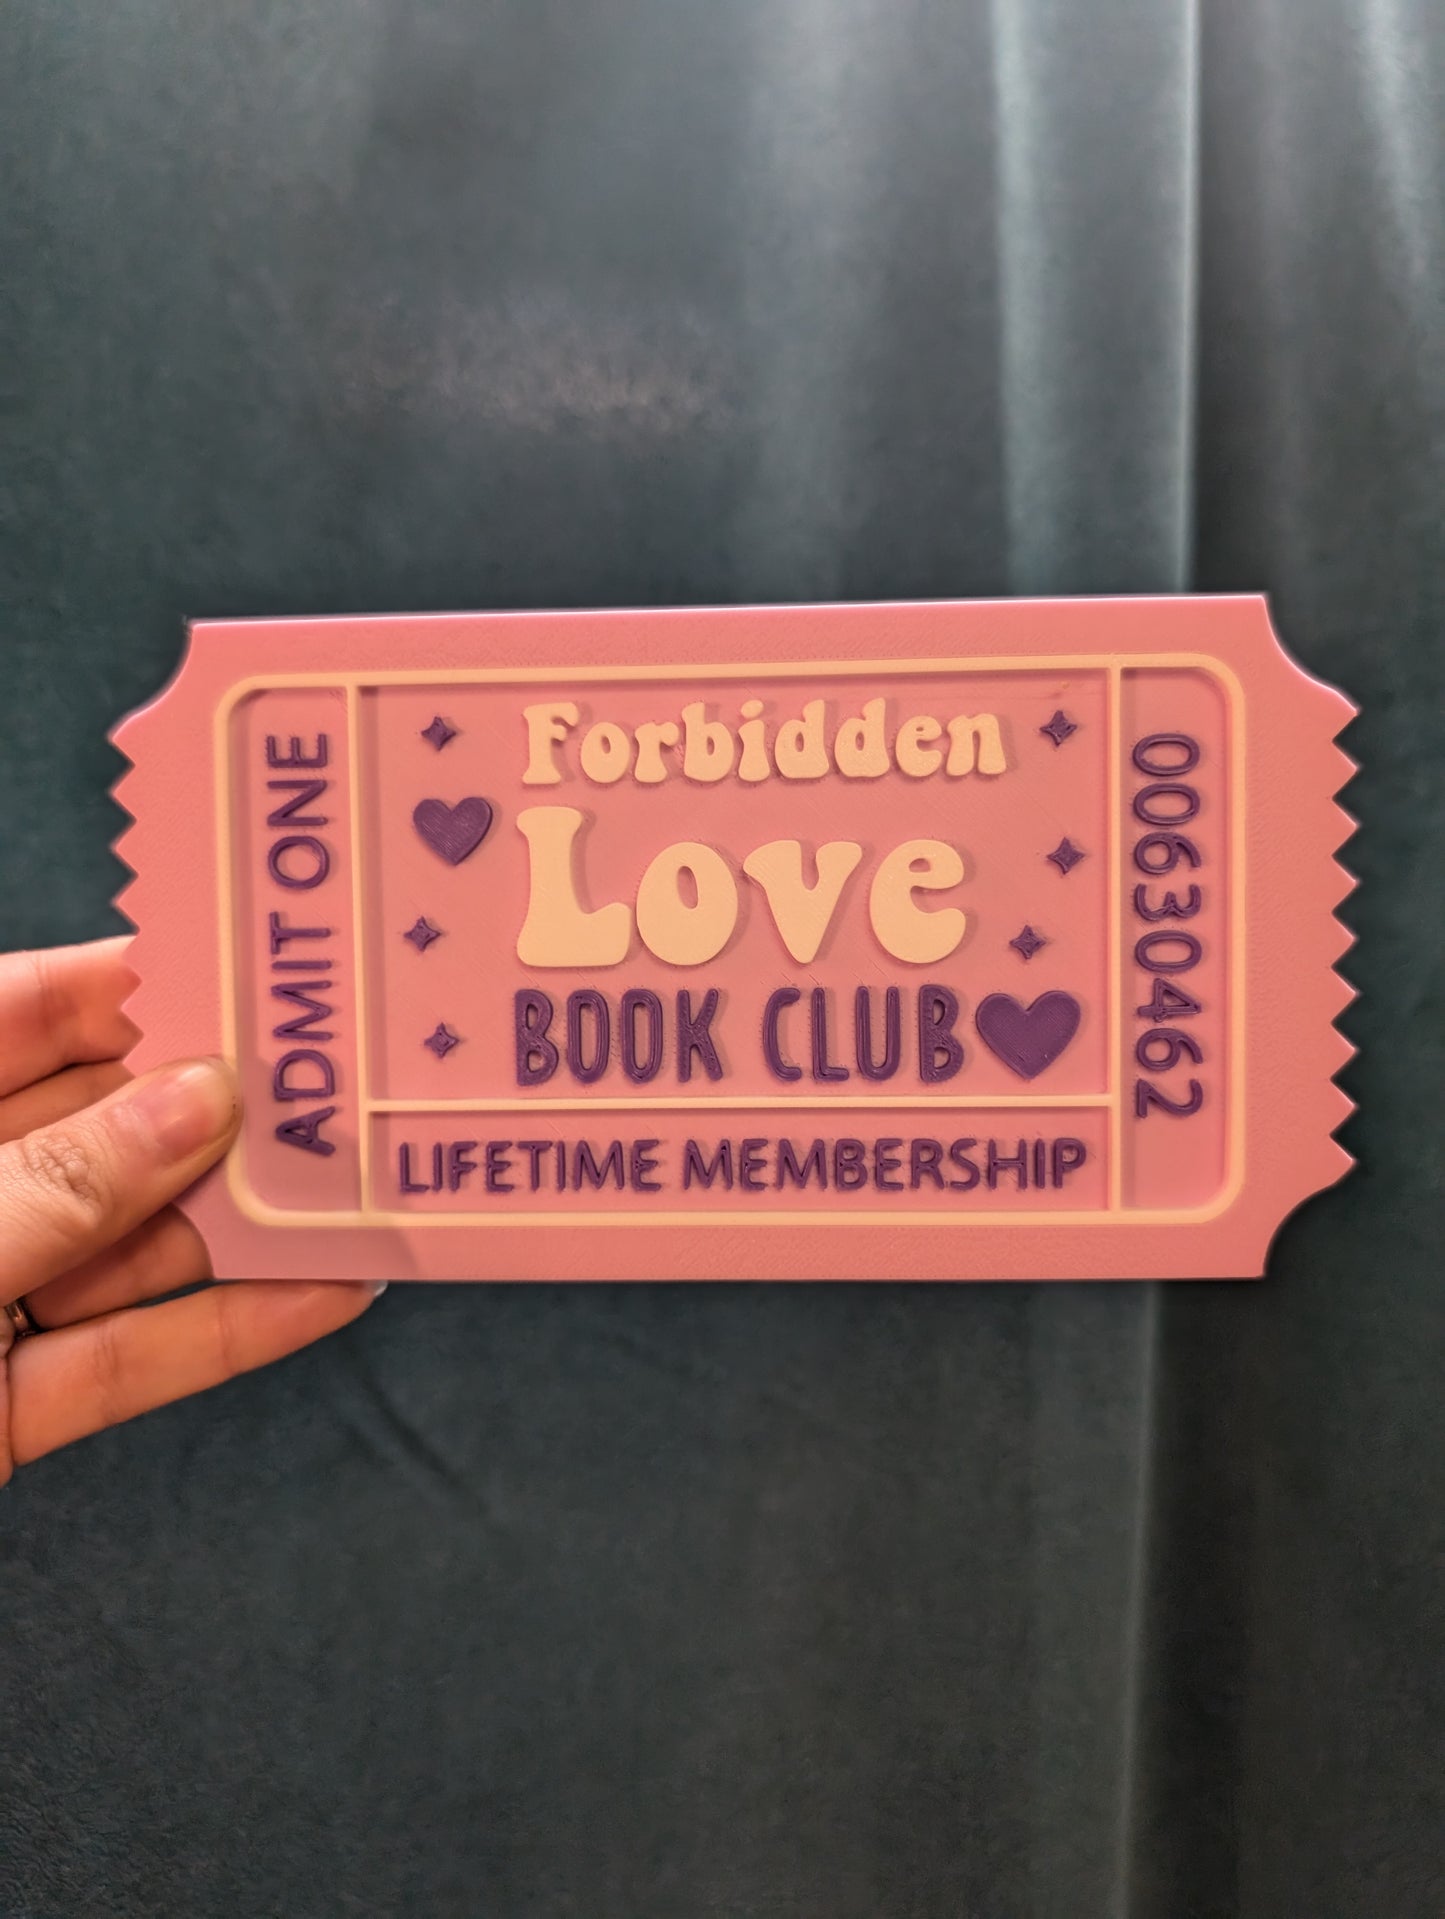 ADMIT ONE
Forbidden
Love
BOOK CLUB
LIFETIME MEMBERSHIP
00630462